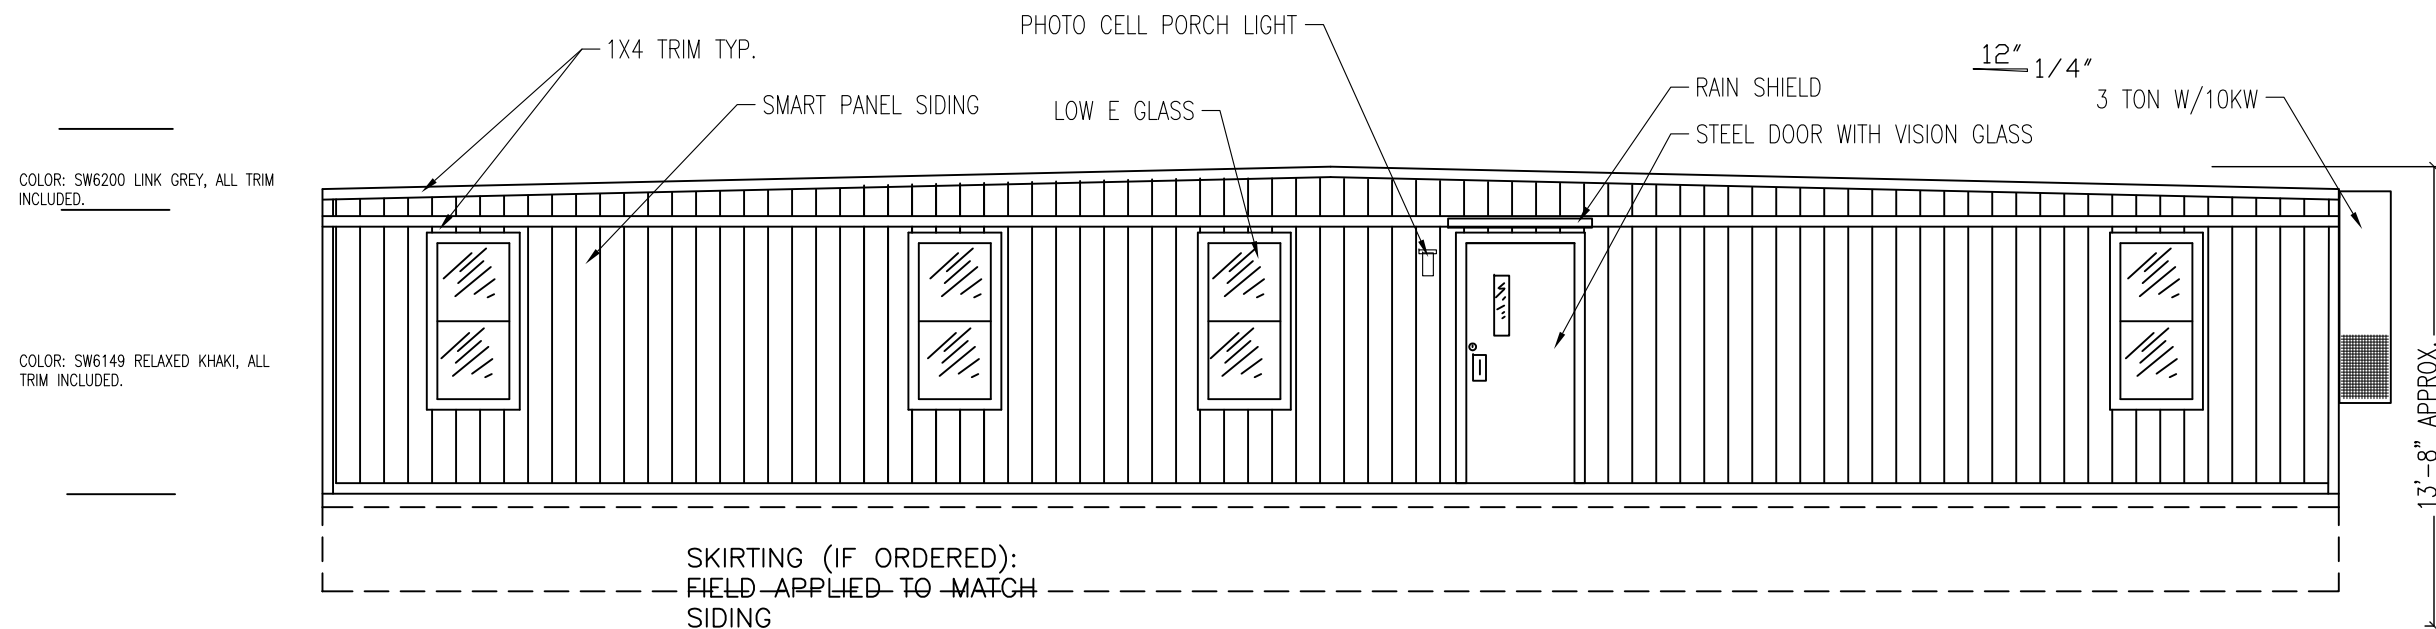 PHOTO CELL PORCH LIGHT
1X4 TRIM TYP.
12"
1/4"
SMART PANEL SIDING
LOW E GLASS
RAIN SHIELD
3 TON W/10KW
STEEL DOOR WITH VISION GLASS
COLOR: SW6200 LINK GREY, ALL TRIM
INCLUDED.
COLOR: SW6149 RELAXED KHAKI, ALL
TRIM INCLUDED.
13'-8" APPROX.
SKIRTING (IF ORDERED):
FIELD APPLIED TO MATCH
SIDING